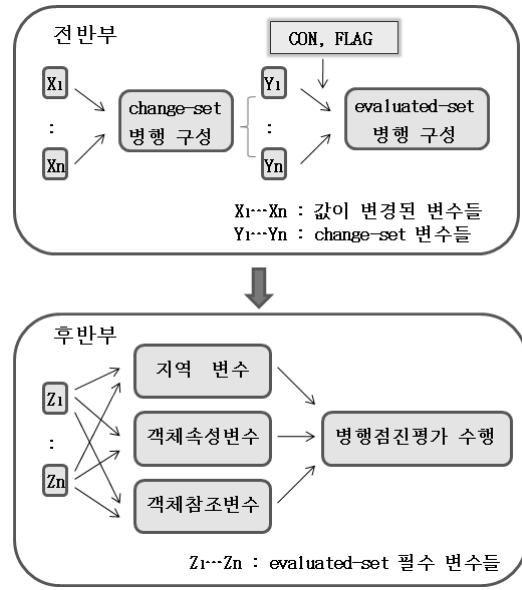 전반부
CON, FLAG
X₁
:
Xn
change-set
병행 구성
Y₁
:
Yn
evaluated-set
병행 구성
X₁…Xn : 값이 변경된 변수들
Y₁…Yn : change-set 변수들
후반부
Z₁
:
Zn
지역 변수
객체속성변수
객체참조변수
병행점진평가 수행
Z₁…Zn : evaluated-set 필수 변수들